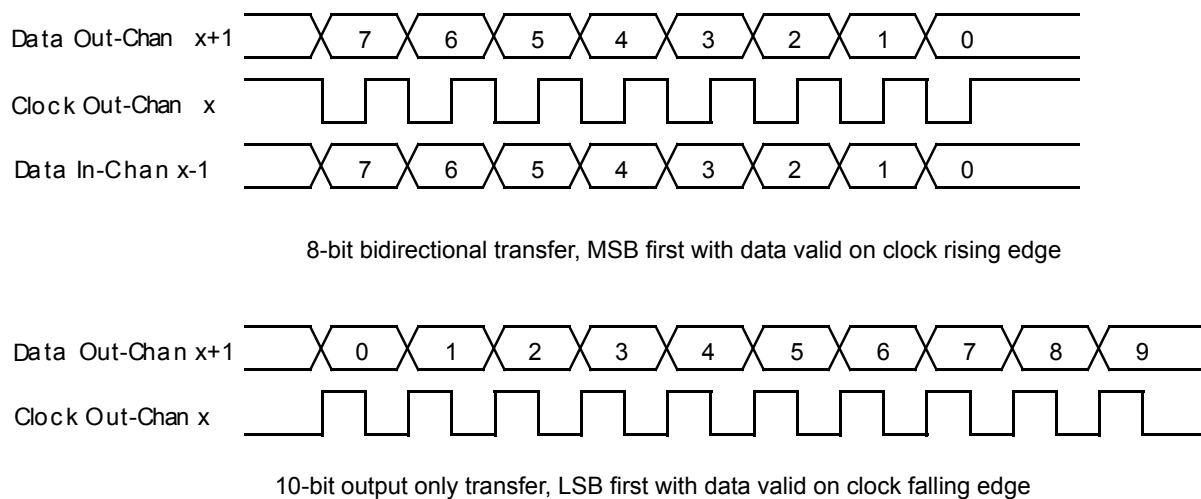 Data Out-Chan x+1 7 6 5 4 3 2 1 0
Clock Out-Chan x
Data In-Chan x-1 7 6 5 4 3 2 1 0
8-bit bidirectional transfer, MSB first with data valid on clock rising edge
Data Out-Chan x+1 0 1 2 3 4 5 6 7 8 9
Clock Out-Chan x
10-bit output only transfer, LSB first with data valid on clock falling edge